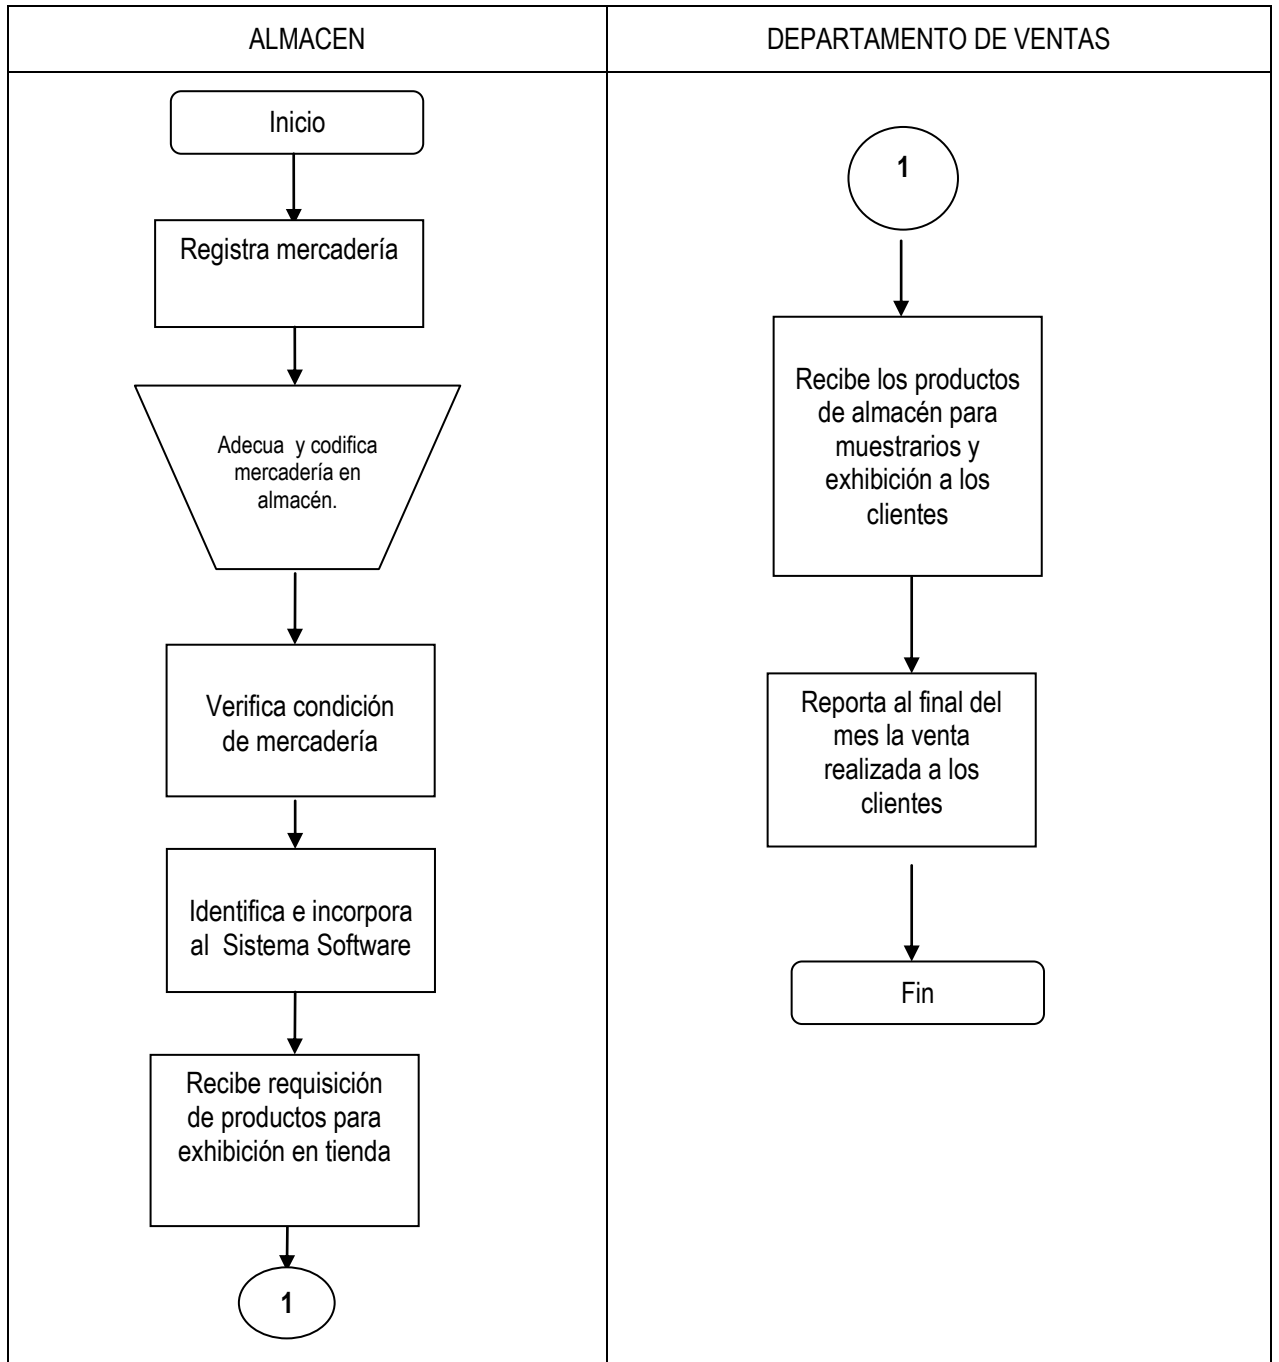 ALMACEN
DEPARTAMENTO DE VENTAS
Inicio
Registra mercadería
Adecua y codifica
mercadería en
almacén.
Verifica condición
de mercadería
Identifica e incorpora
al Sistema Software
Recibe requisición
de productos para
exhibición en tienda
1
1
Recibe los productos
de almacén para
muestrarios y
exhibición a los
clientes
Reporta al final del
mes la venta
realizada a los
clientes
Fin